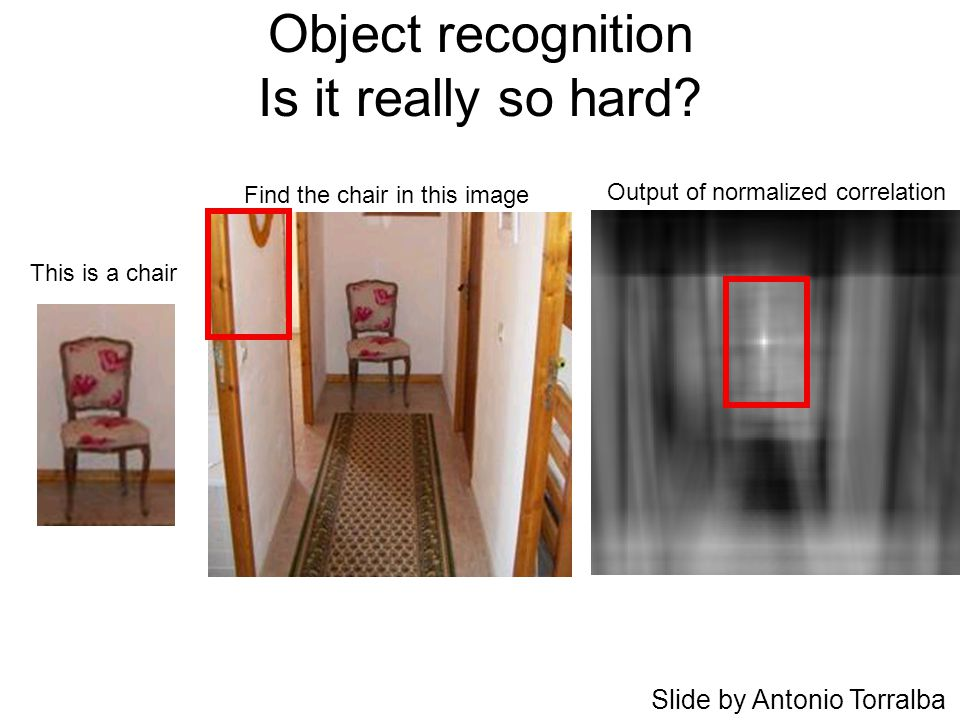 Object recognition
Is it really so hard?
Find the chair in this image
Output of normalized correlation
This is a chair
Slide by Antonio Torralba